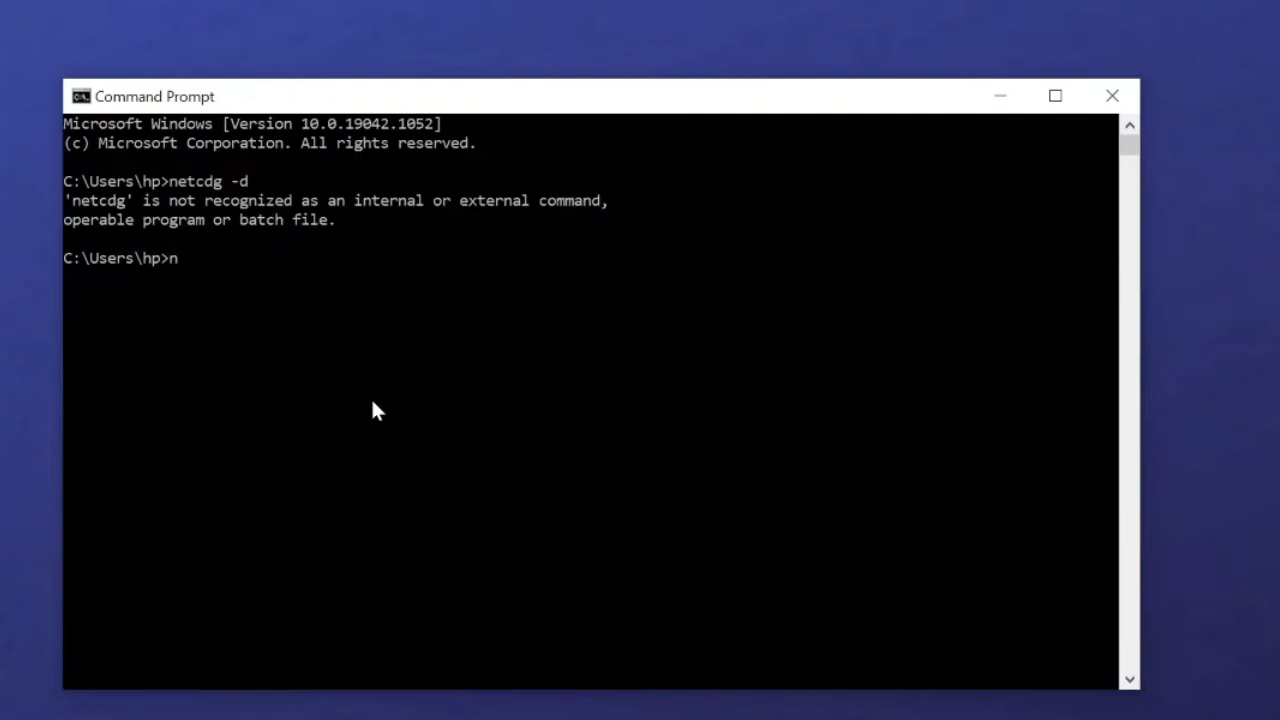 Command Prompt
Microsoft Windows [Version 10.0.19042.1052]
(c) Microsoft Corporation. All rights reserved.
C:\Users\hp>netcdg -d
'netcdg' is not recognized as an internal or external command,
operable program or batch file.
C:\Users\hp>n